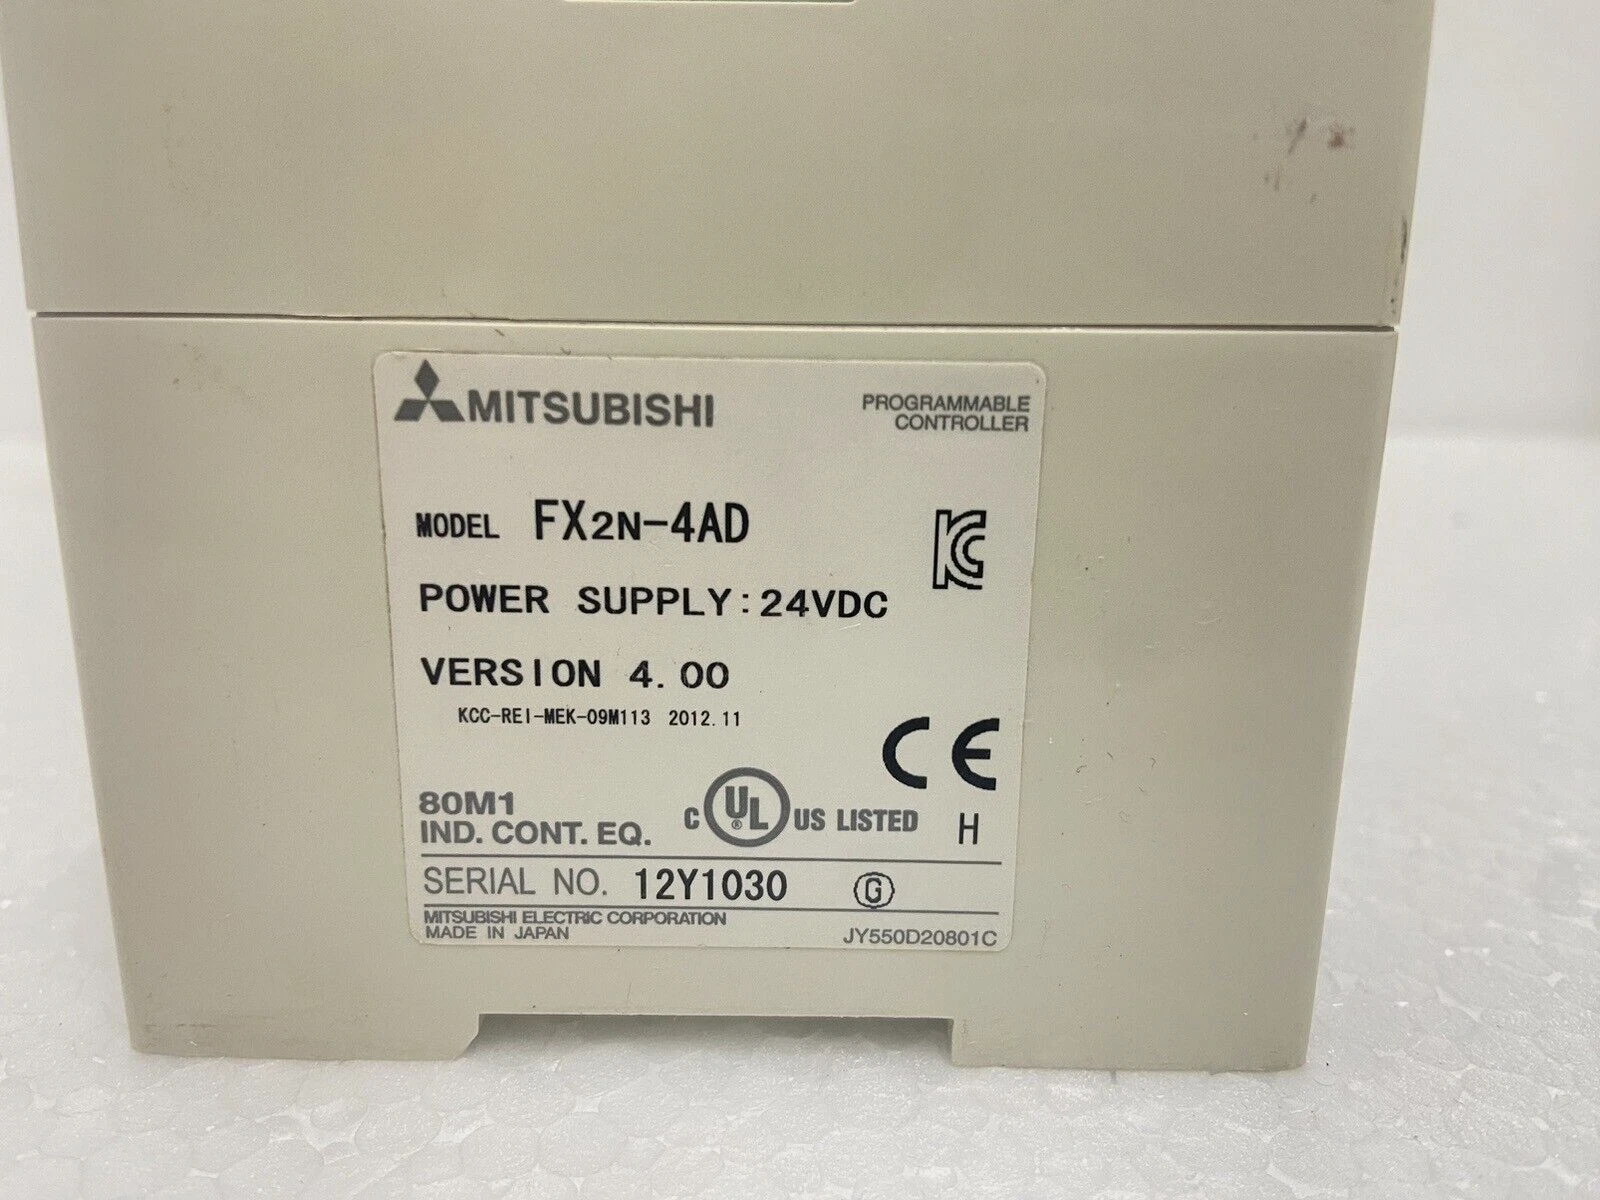 MITSUBISHI
PROGRAMMABLE
CONTROLLER
MODEL FX2N-4AD
POWER SUPPLY:24VDC
VERSION 4.00
KCC-REI-MEK-09M113 2012.11
CE
80M1
IND. CONT. EQ.
C UL ® US LISTED H
SERIAL NO. 12Y1030 G
MITSUBISHI ELECTRIC CORPORATION
MADE IN JAPAN JY550D20801C